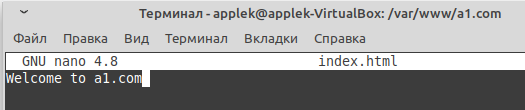 Терминал - applek@applek-VirtualBox: /var/www/a1.com
Файл Правка Вид Терминал Вкладки Справка
GNU nano 4.8 index.html
Welcome to a1.com